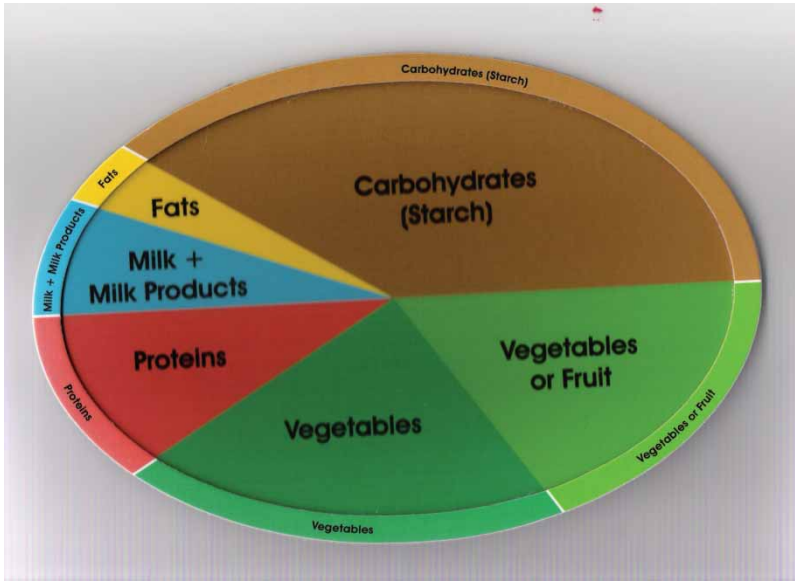 Carbohydrates (Starch)
Carbohydrates
(Starch)
Fats
Fats
Milk + Milk Products
Milk +
Milk Products
Proteins
Proteins
Vegetables
or Fruit
Vegetables or Fruit
Vegetables
Vegetables